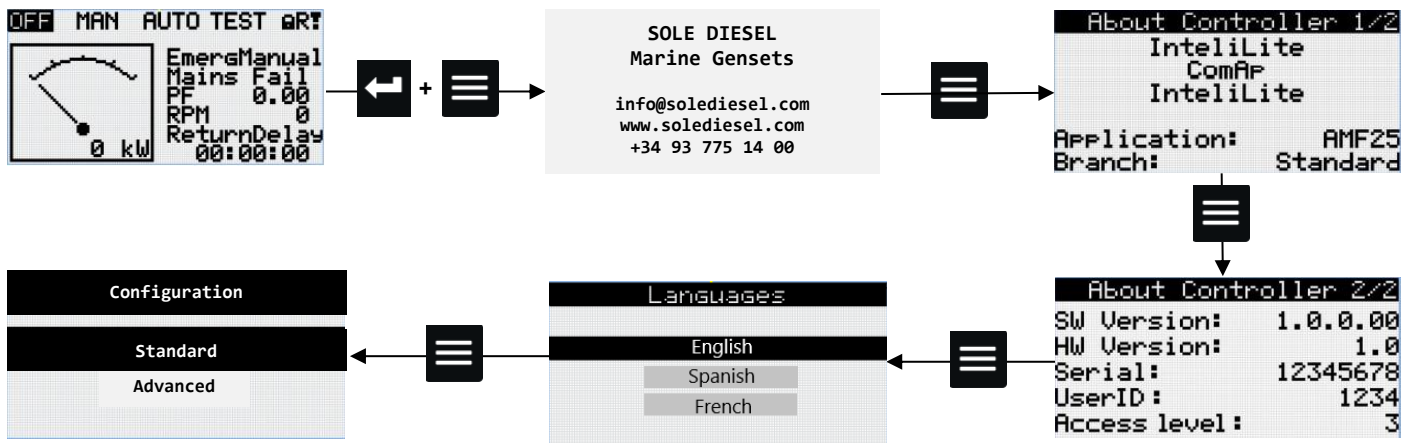 OFF MAN AUTO TEST R
EmergManual
Mains Fail
PF 0.00
RPM 0
ReturnDelay
00:00:00
0 kW
+
SOLE DIESEL
Marine Gensets
info@solediesel.com
www.solediesel.com
+34 93 775 14 00
About Controller 1/2
InteliLite
ComAp
InteliLite
Application: AMF25
Branch: Standard
About Controller 2/2
SW Version: 1.0.0.00
HW Version: 1.0
Serial: 12345678
UserID: 1234
Access level: 3
Languages
English
Spanish
French
Configuration
Standard
Advanced